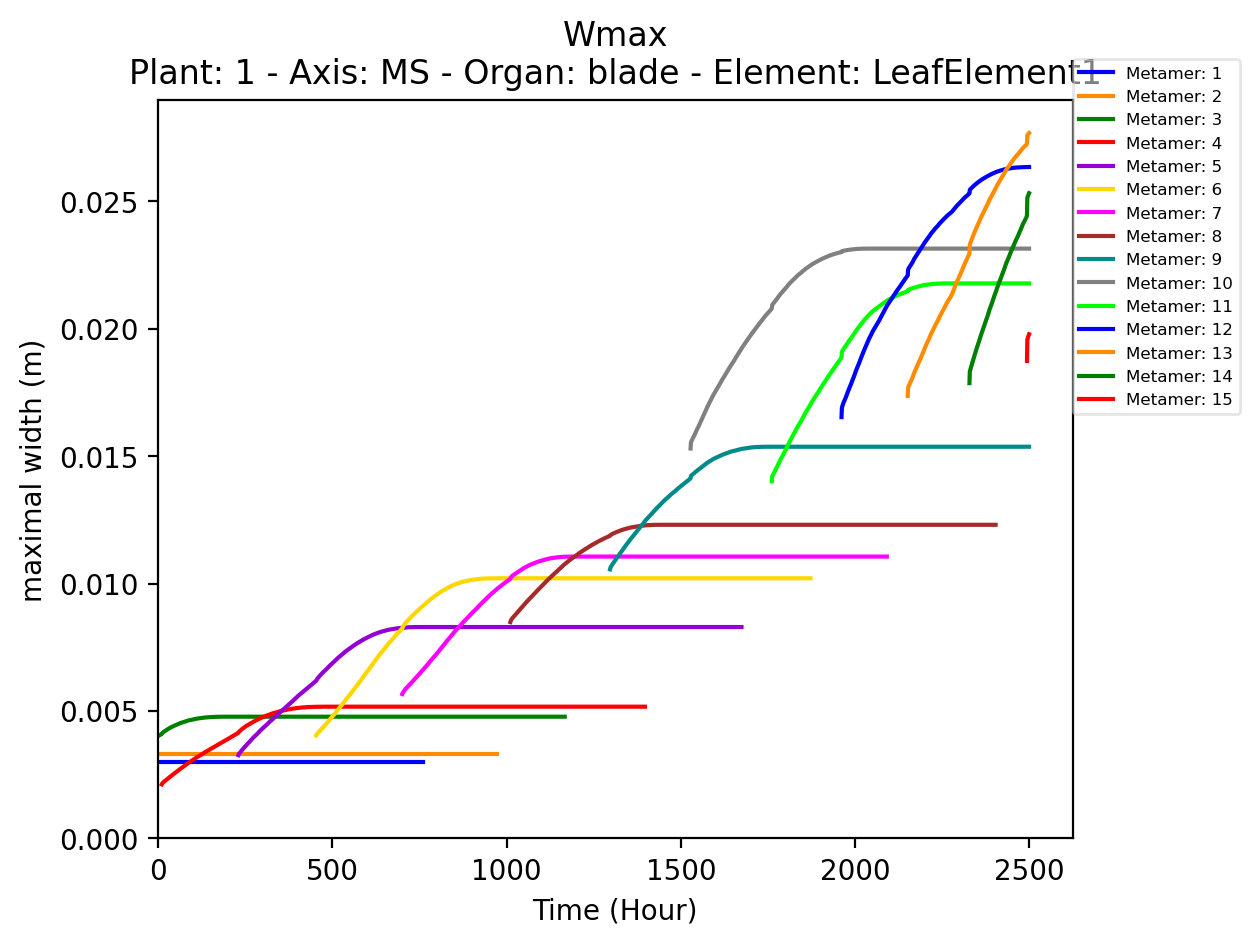 Wmax
Plant: 1 - Axis: MS - Organ: blade - Element: LeafElement1
Metamer: 1
Metamer: 2
Metamer: 3
Metamer: 4
Metamer: 5
Metamer: 6
Metamer: 7
Metamer: 8
Metamer: 9
Metamer: 10
Metamer: 11
Metamer: 12
Metamer: 13
Metamer: 14
Metamer: 15
maximal width (m)
0.025
0.020
0.015
0.010
0.005
0.000
0 500 1000 1500 2000 2500
Time (Hour)